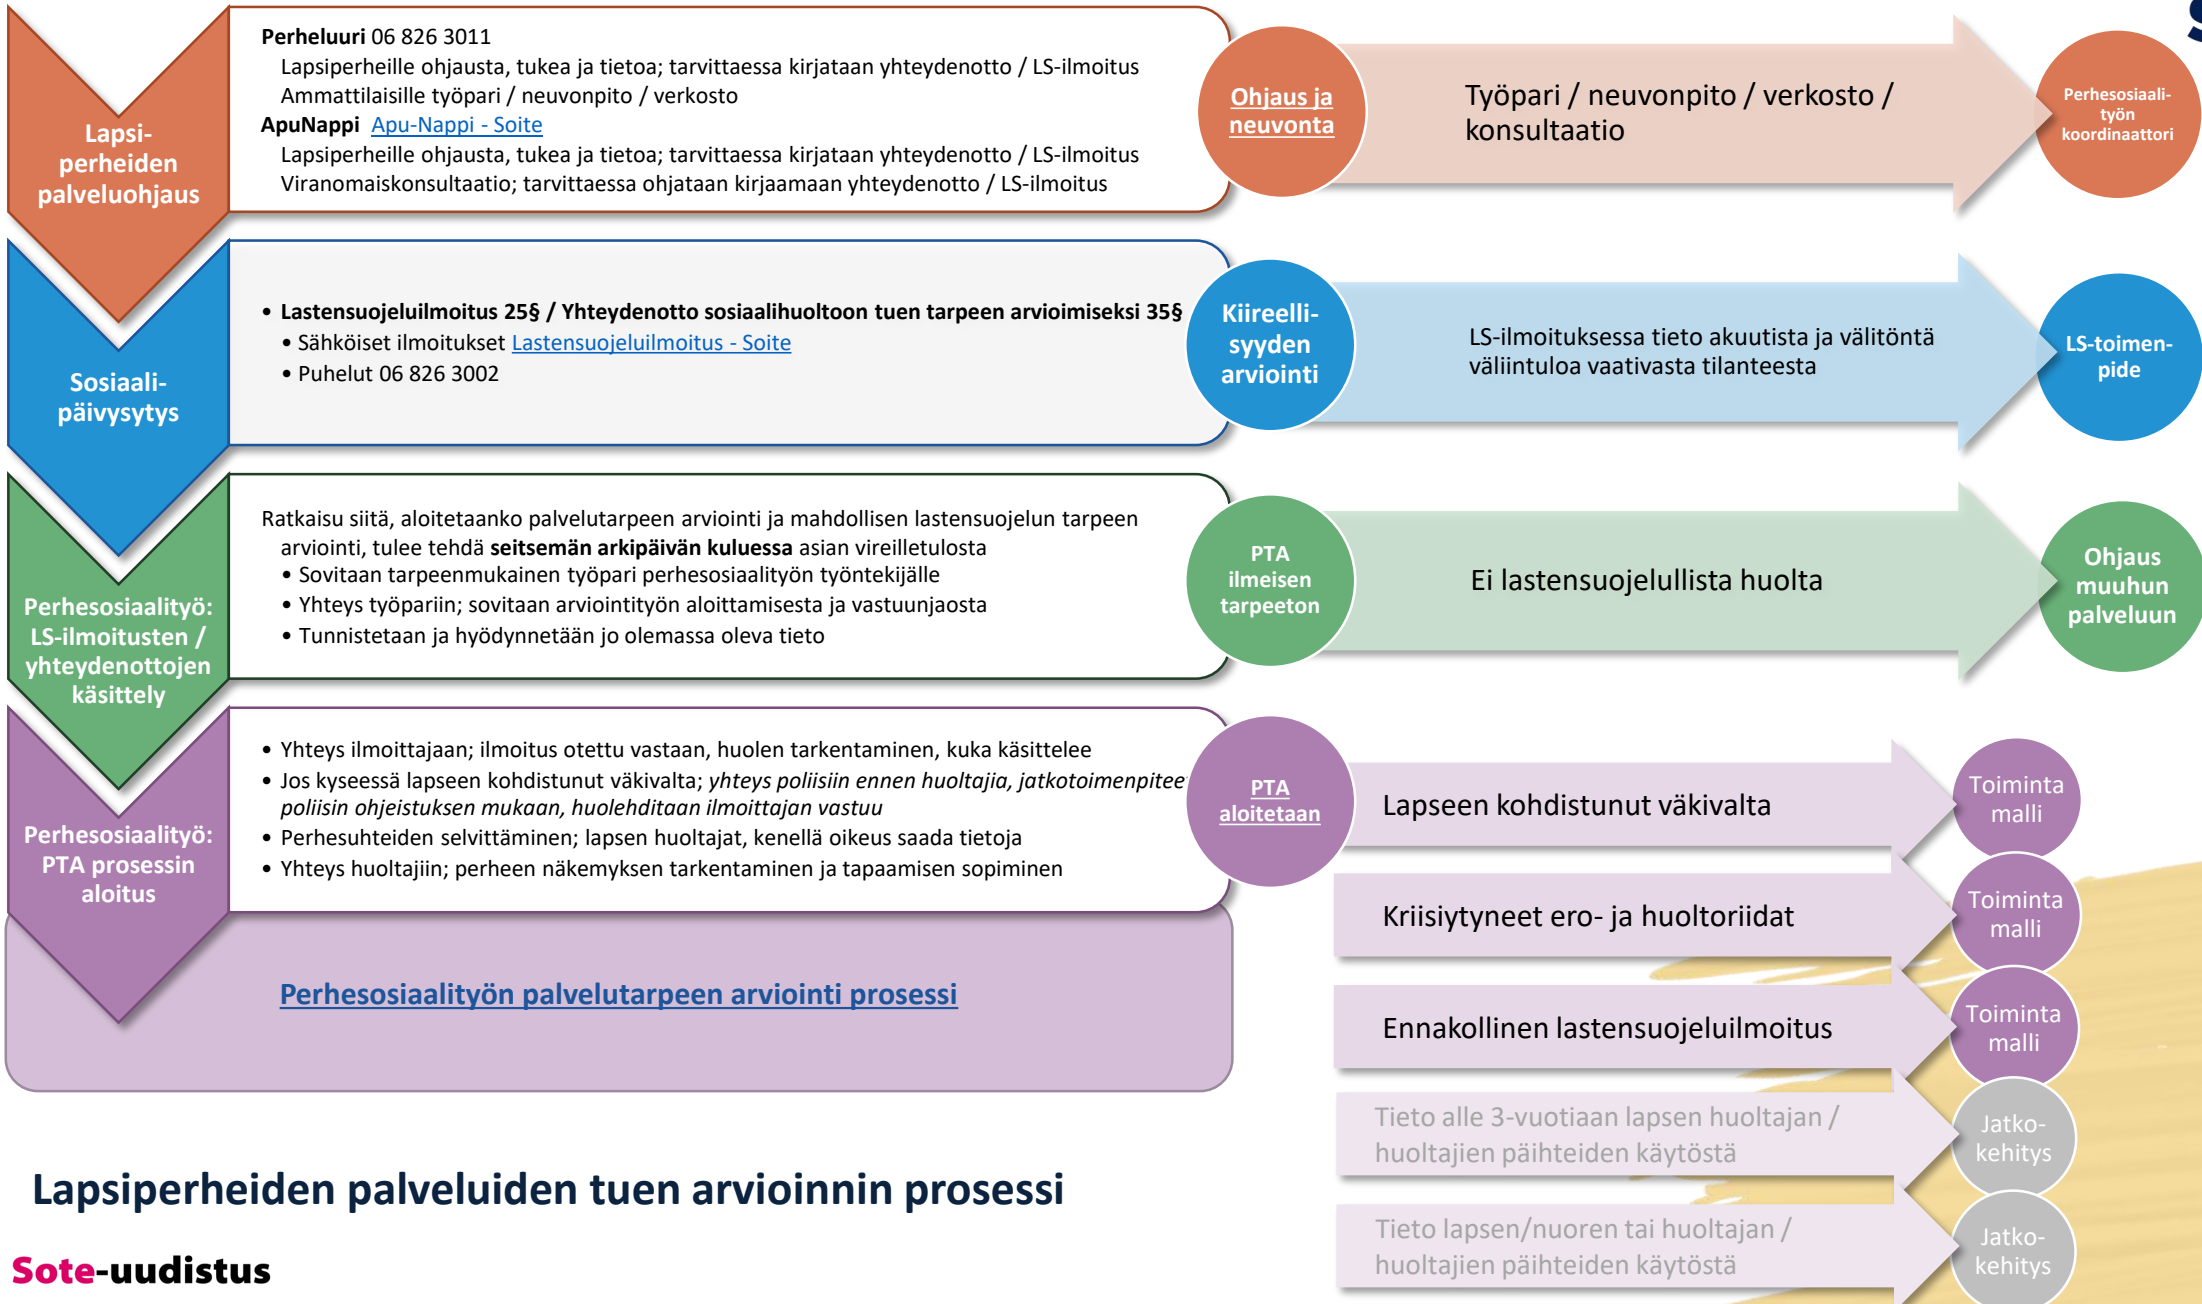 Lapsi-
perheiden
palveluohjaus
Perheluuri 06 826 3011
Lapsiperheille ohjausta, tukea ja tietoa; tarvittaessa kirjataan yhteydenotto / LS-ilmoitus
Ammattilaisille työpari / neuvonpito / verkosto
ApuNappi Apu-Nappi - Soite
Lapsiperheille ohjausta, tukea ja tietoa; tarvittaessa kirjataan yhteydenotto / LS-ilmoitus
Viranomaiskonsultaatio; tarvittaessa ohjataan kirjaamaan yhteydenotto / LS-ilmoitus
Ohjaus ja
neuvonta
Työpari / neuvonpito / verkosto /
konsultaatio
Perhesosiaali-
työn
koordinaattori
Sosiaali-
päivysytys
• Lastensuojeluilmoitus 25§ / Yhteydenotto sosiaalihuoltoon tuen tarpeen arvioimiseksi 35§
• Sähköiset ilmoitukset Lastensuojeluilmoitus - Soite
• Puhelut 06 826 3002
Kiireelli-
syyden
arviointi
LS-ilmoituksessa tieto akuutista ja välitöntä
väliintuloa vaativasta tilanteesta
LS-toimen-
pide
Perhesosiaalityö:
LS-ilmoitusten /
yhteydenottojen
käsittely
Ratkaisu siitä, aloitetaanko palvelutarpeen arviointi ja mahdollisen lastensuojelun tarpeen
arviointi, tulee tehdä seitsemän arkipäivän kuluessa asian vireilletulosta
• Sovitaan tarpeenmukainen työpari perhesosiaalityön työntekijälle
• Yhteys työpariin; sovitaan arviointityön aloittamisesta ja vastuunjaosta
• Tunnistetaan ja hyödynnetään jo olemassa oleva tieto
PTA
ilmeisen
tarpeeton
Ei lastensuojelullista huolta
Ohjaus
muuhun
palveluun
Perhesosiaalityö:
PTA prosessin
aloitus
• Yhteys ilmoittajaan; ilmoitus otettu vastaan, huolen tarkentaminen, kuka käsittelee
• Jos kyseessä lapseen kohdistunut väkivalta; yhteys poliisiin ennen huoltajia, jatkotoimenpitee
poliisin ohjeistuksen mukaan, huolehditaan ilmoittajan vastuu
• Perhesuhteiden selvittäminen; lapsen huoltajat, kenellä oikeus saada tietoja
• Yhteys huoltajiin; perheen näkemyksen tarkentaminen ja tapaamisen sopiminen
PTA
aloitetaan
Lapseen kohdistunut väkivalta
Toiminta
malli
Kriisiytyneet ero- ja huoltoriidat
Toiminta
malli
Ennakollinen lastensuojeluilmoitus
Toiminta
malli
Tieto alle 3-vuotiaan lapsen huoltajan /
huoltajien päihteiden käytöstä
Jatko-
kehitys
Tieto lapsen/nuoren tai huoltajan /
huoltajien päihteiden käytöstä
Jatko-
kehitys
Perhesosiaalityön palvelutarpeen arviointi prosessi
Lapsiperheiden palveluiden tuen arvioinnin prosessi
Sote-uudistus